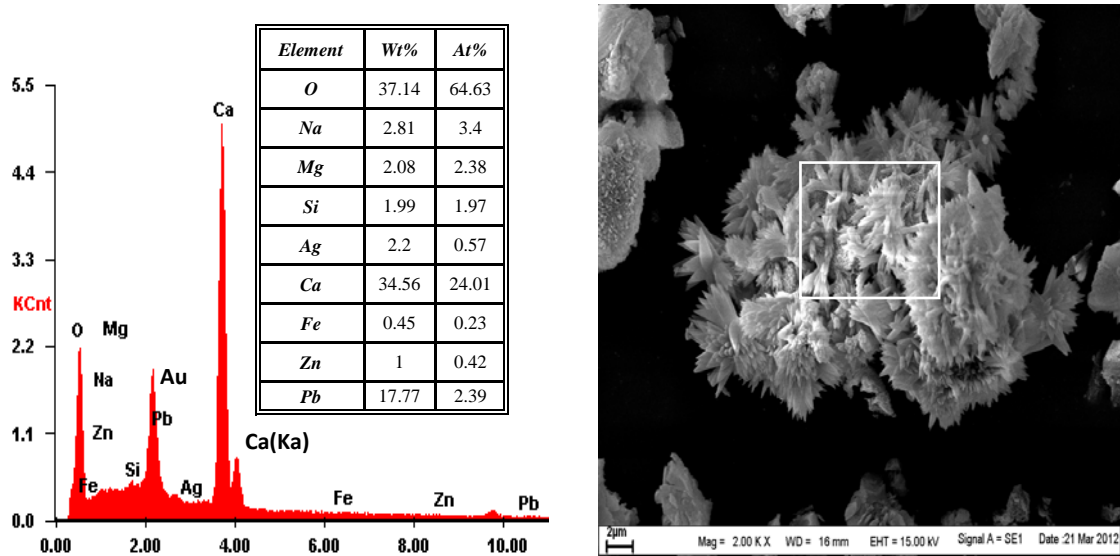 Element Wt% At%
O 37.14 64.63
Na 2.81 3.4
Mg 2.08 2.38
Si 1.99 1.97
Ag 2.2 0.57
Ca 34.56 24.01
Fe 0.45 0.23
Zn 1 0.42
Pb 17.77 2.39
5.5
4.4
3.3
KCnt
2.2
1.1
0.0
Ca
O Mg
Na
Au
Pb
Zn
Ca(Ka)
Si
Fe
Ag
Fe
Zn
Pb
0.00 2.00 4.00 6.00 8.00 10.00
2µm
Mag = 2.00 K X WD = 16 mm EHT = 15.00 kV Signal A = SE1 Date :21 Mar